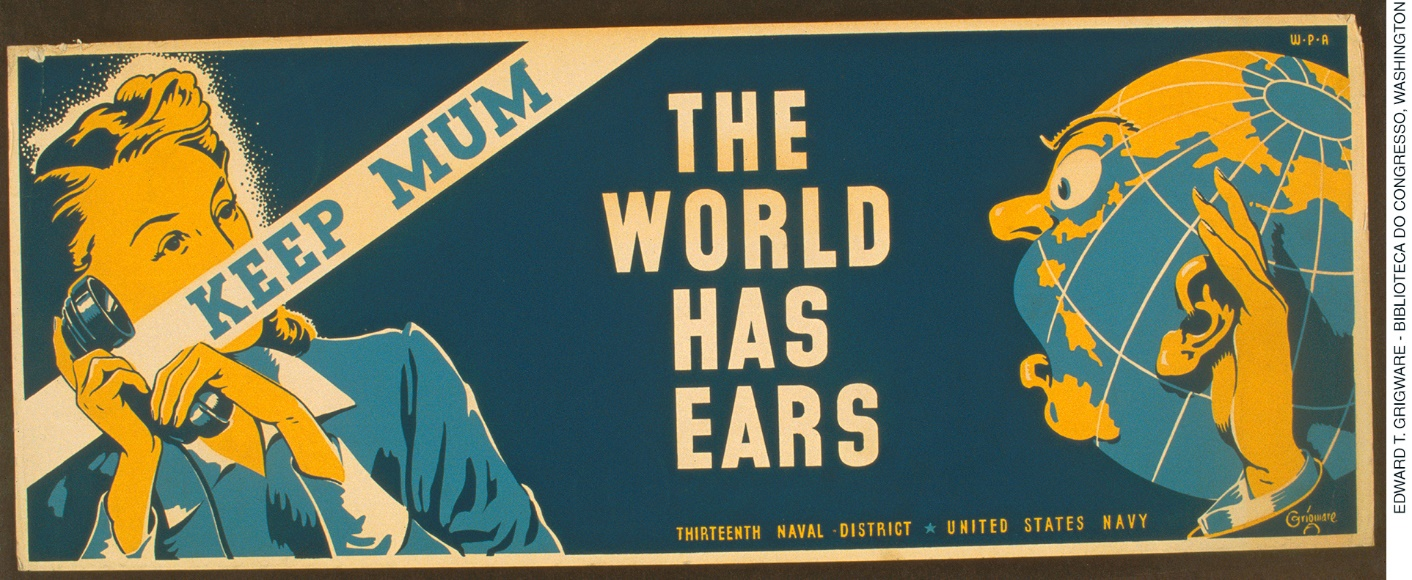 KEEP MUM
THE
WORLD
HAS
EARS
W·P·A
THIRTEENTH NAVAL · DISTRICT ★ UNITED STATES NAVY
Grigware
EDWARD T. GRIGWARE - BIBLIOTECA DO CONGRESSO, WASHINGTON